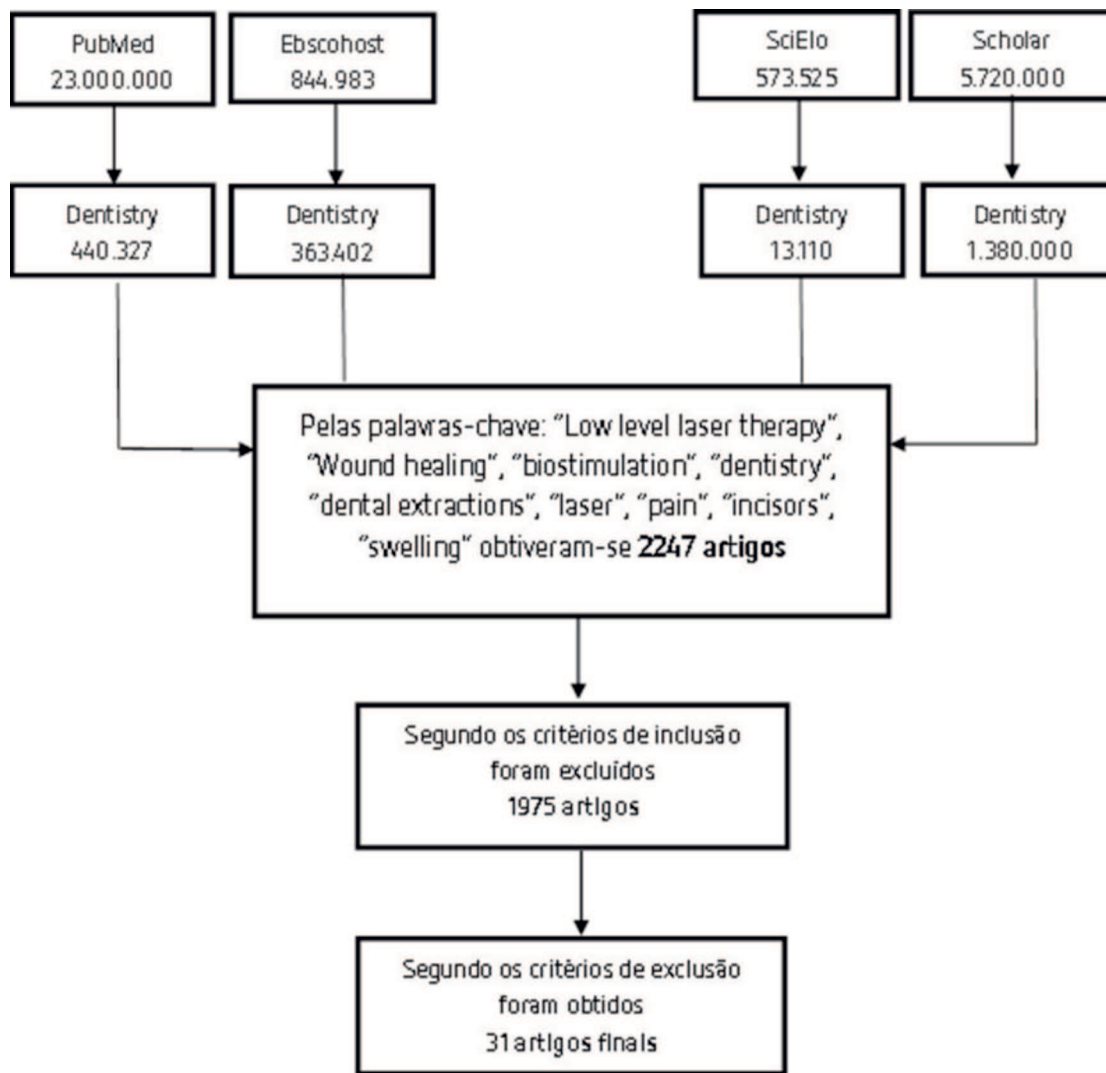 PubMed
23.000.000
Ebscohost
844.983
SciElo
573.525
Scholar
5.720.000
Dentistry
440.327
Dentistry
363.402
Dentistry
13.110
Dentistry
1.380.000
Pelas palavras-chave: “Low level laser therapy“,
“Wound healing“, “biostimulation“, “dentistry“,
“dental extractions“, “laser“, “pain“, “incisors“,
“swelling“ obtiveram-se 2247 artigos
Segundo os critérios de inclusão
foram excluídos
1975 artigos
Segundo os critérios de exclusão
foram obtidos
31 artigos finais